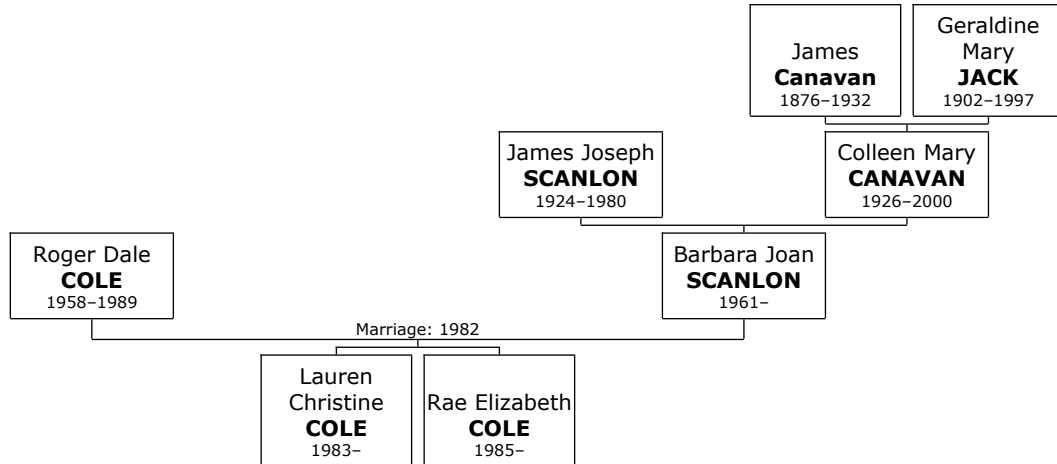 James
Canavan
1876–1932
Geraldine
Mary
JACK
1902–1997
James Joseph
SCANLON
1924–1980
Colleen Mary
CANAVAN
1926–2000
Roger Dale
COLE
1958–1989
Barbara Joan
SCANLON
1961–
Marriage: 1982
Lauren
Christine
COLE
1983–
Rae Elizabeth
COLE
1985–